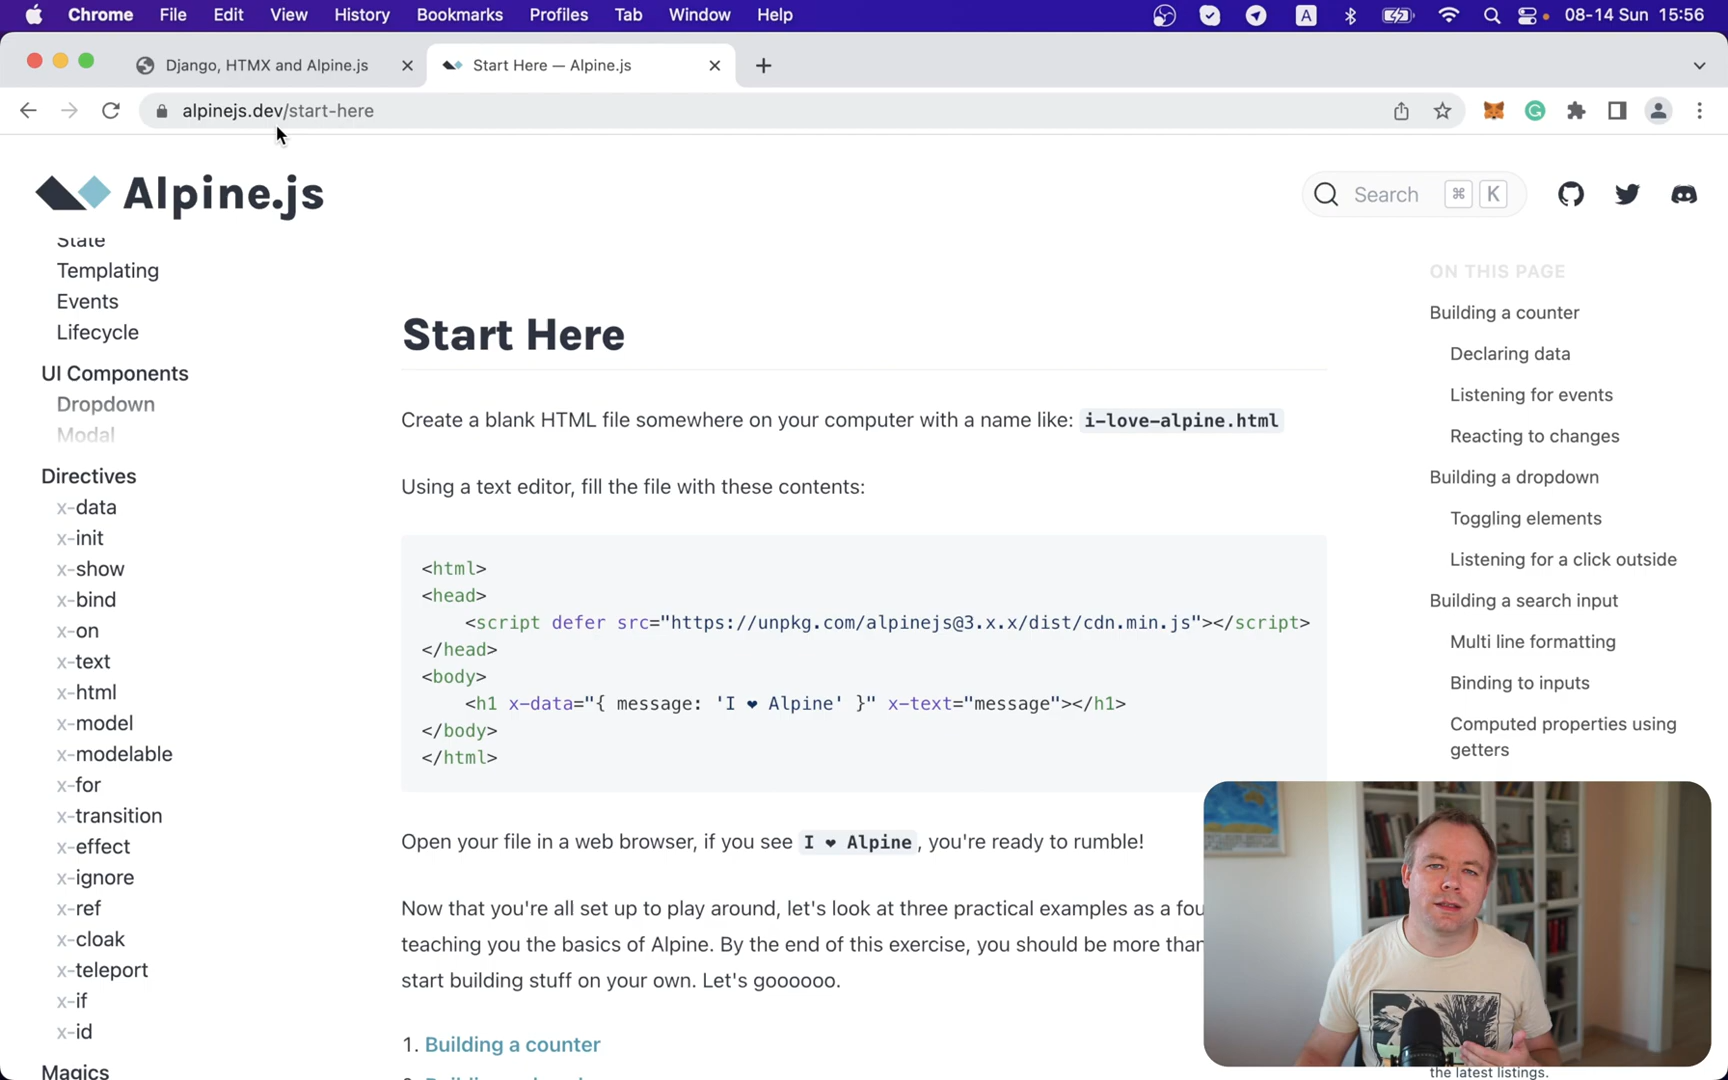 Chrome File Edit View History Bookmarks Profiles Tab Window Help A 08-14 Sun 15:56
Django, HTMX and Alpine.js
Start Here — Alpine.js
alpinejs.dev/start-here
Alpine.js
Search ⌘ K
State
Templating
Events
Lifecycle
UI Components
Dropdown
Modal
Directives
x-data
x-init
x-show
x-bind
x-on
x-text
x-html
x-model
x-modelable
x-for
x-transition
x-effect
x-ignore
x-ref
x-cloak
x-teleport
x-if
x-id
Magics
Start Here
Create a blank HTML file somewhere on your computer with a name like: i-love-alpine.html
Using a text editor, fill the file with these contents:
<html>
<head>
<script defer src="https://unpkg.com/alpinejs@3.x.x/dist/cdn.min.js"></script>
</head>
<body>
<h1 x-data="{ message: 'I ❤ Alpine' }" x-text="message"></h1>
</body>
</html>
Open your file in a web browser, if you see I ❤ Alpine, you're ready to rumble!
Now that you're all set up to play around, let's look at three practical examples as a fou
teaching you the basics of Alpine. By the end of this exercise, you should be more than
start building stuff on your own. Let's goooooo.
1. Building a counter
ON THIS PAGE
Building a counter
Declaring data
Listening for events
Reacting to changes
Building a dropdown
Toggling elements
Listening for a click outside
Building a search input
Multi line formatting
Binding to inputs
Computed properties using
getters
the latest listings.